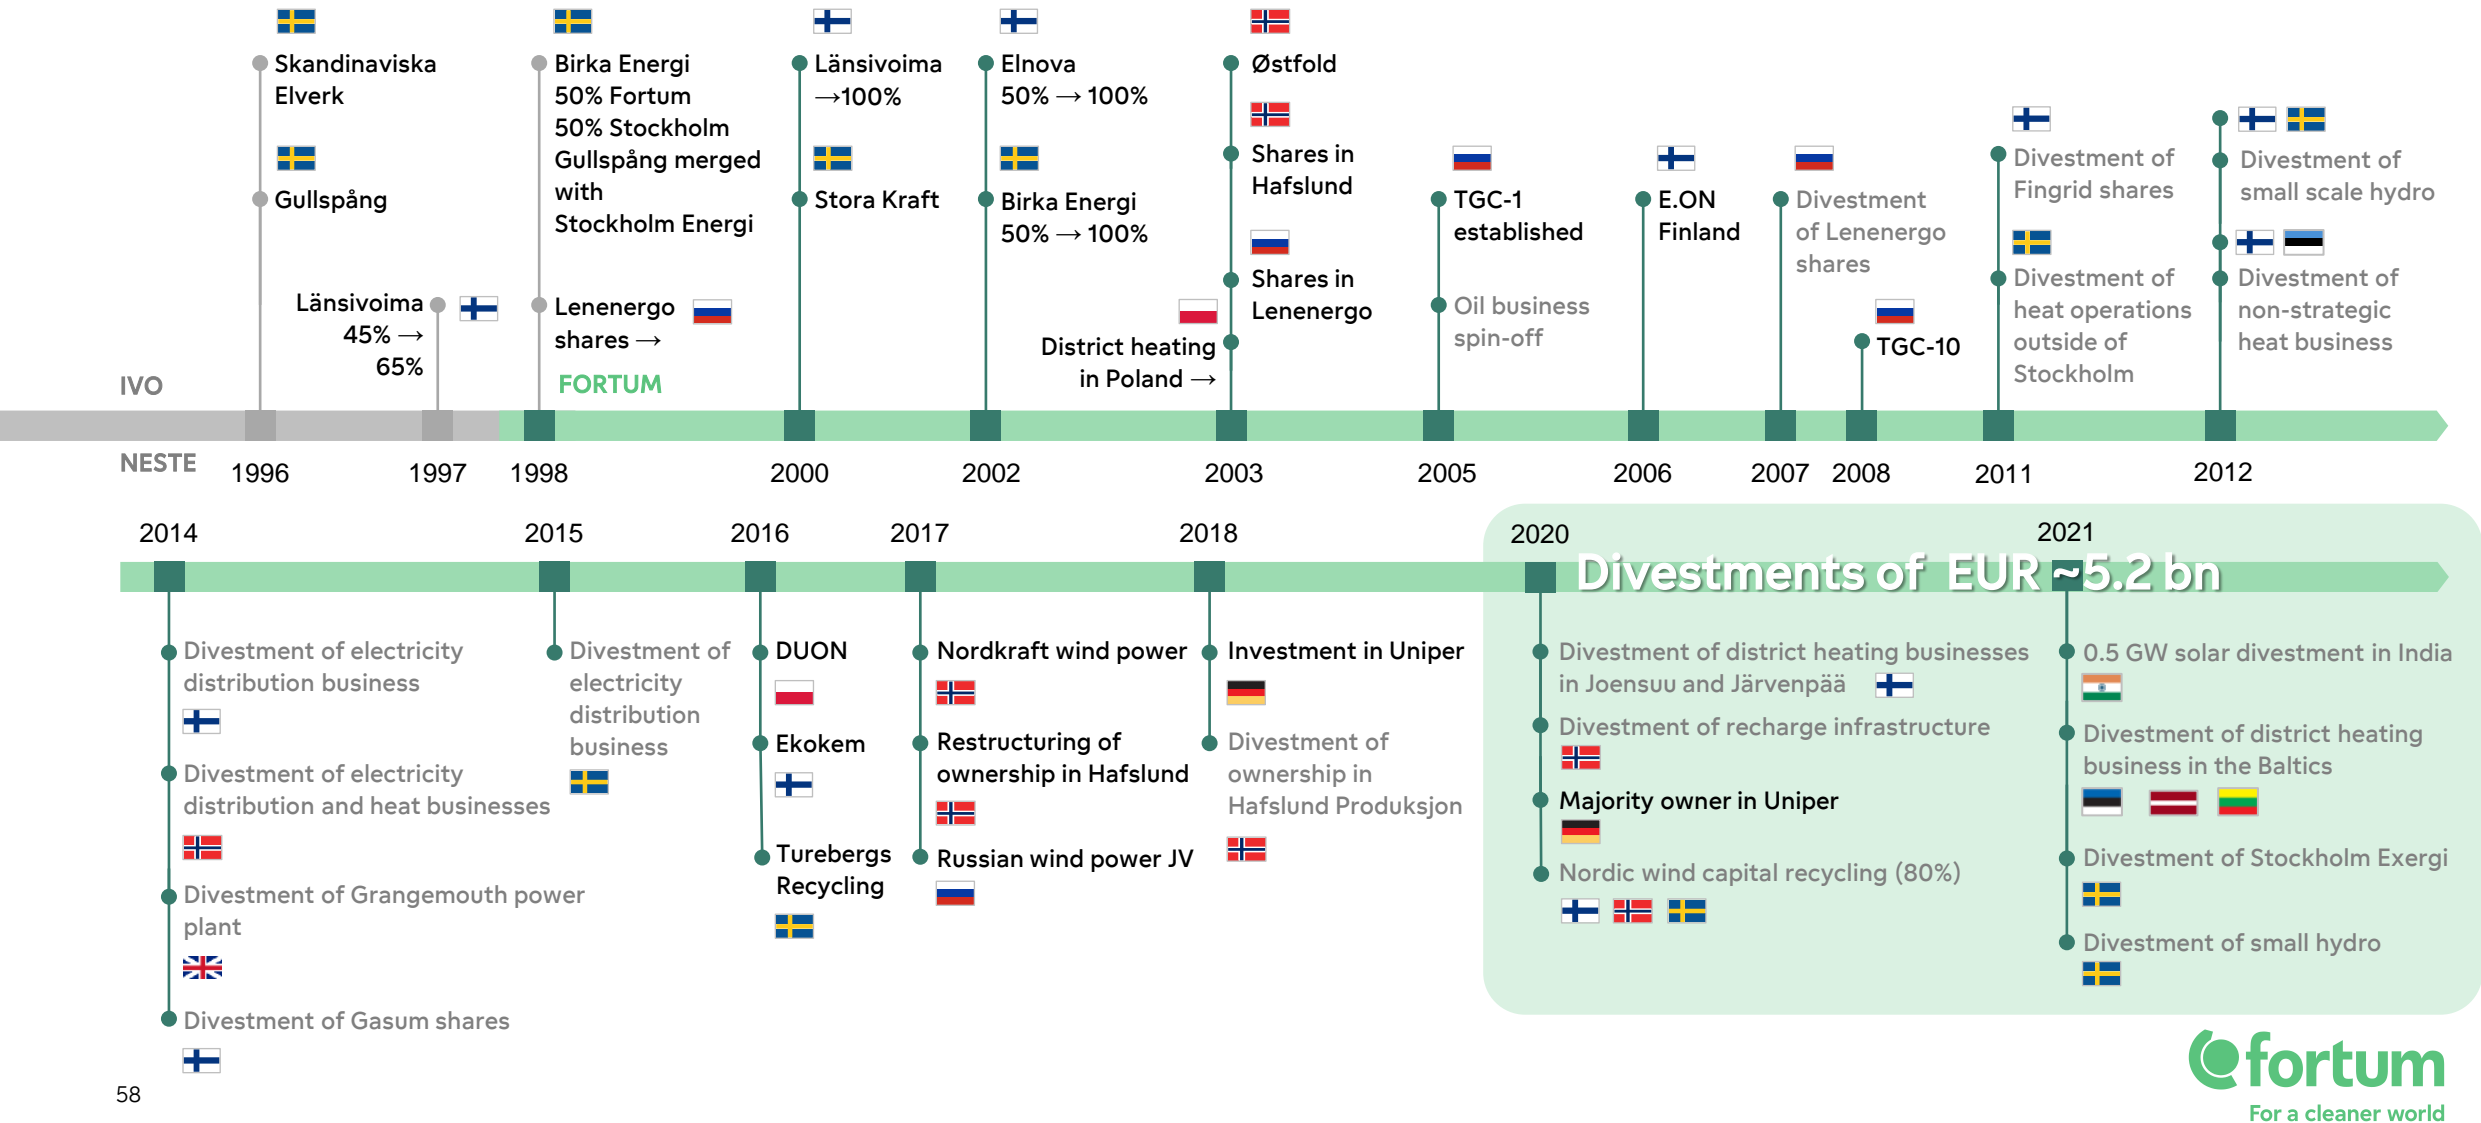 Skandinaviska
Elverk
Gullspång
Länsivoima
45% →
65%
Birka Energi
50% Fortum
50% Stockholm
Gullspång merged
with
Stockholm Energi
Lenenergo
shares →
Länsivoima
→100%
Stora Kraft
Elnova
50% → 100%
Birka Energi
50% → 100%
Østfold
Shares in
Hafslund
Shares in
Lenenergo
District heating
in Poland →
TGC-1
established
Oil business
spin-off
E.ON
Finland
Divestment
of Lenenergo
shares
TGC-10
Divestment of
Fingrid shares
Divestment of
heat operations
outside of
Stockholm
Divestment of
small scale hydro
Divestment of
non-strategic
heat business
IVO
FORTUM
NESTE
1996
1997
1998
2000
2002
2003
2005
2006
2007
2008
2011
2012
2014
2015
2016
2017
2018
2020
2021
Divestments of EUR ~5.2 bn
Divestment of electricity
distribution business
Divestment of electricity
distribution and heat businesses
Divestment of Grangemouth power
plant
Divestment of Gasum shares
Divestment of
electricity
distribution
business
DUON
Ekokem
Turebergs
Recycling
Nordkraft wind power
Restructuring of
ownership in Hafslund
Russian wind power JV
Investment in Uniper
Divestment of
ownership in
Hafslund Produksjon
Divestment of district heating businesses
in Joensuu and Järvenpää
Divestment of recharge infrastructure
Majority owner in Uniper
Nordic wind capital recycling (80%)
0.5 GW solar divestment in India
Divestment of district heating
business in the Baltics
Divestment of Stockholm Exergi
Divestment of small hydro
58
fortum
For a cleaner world